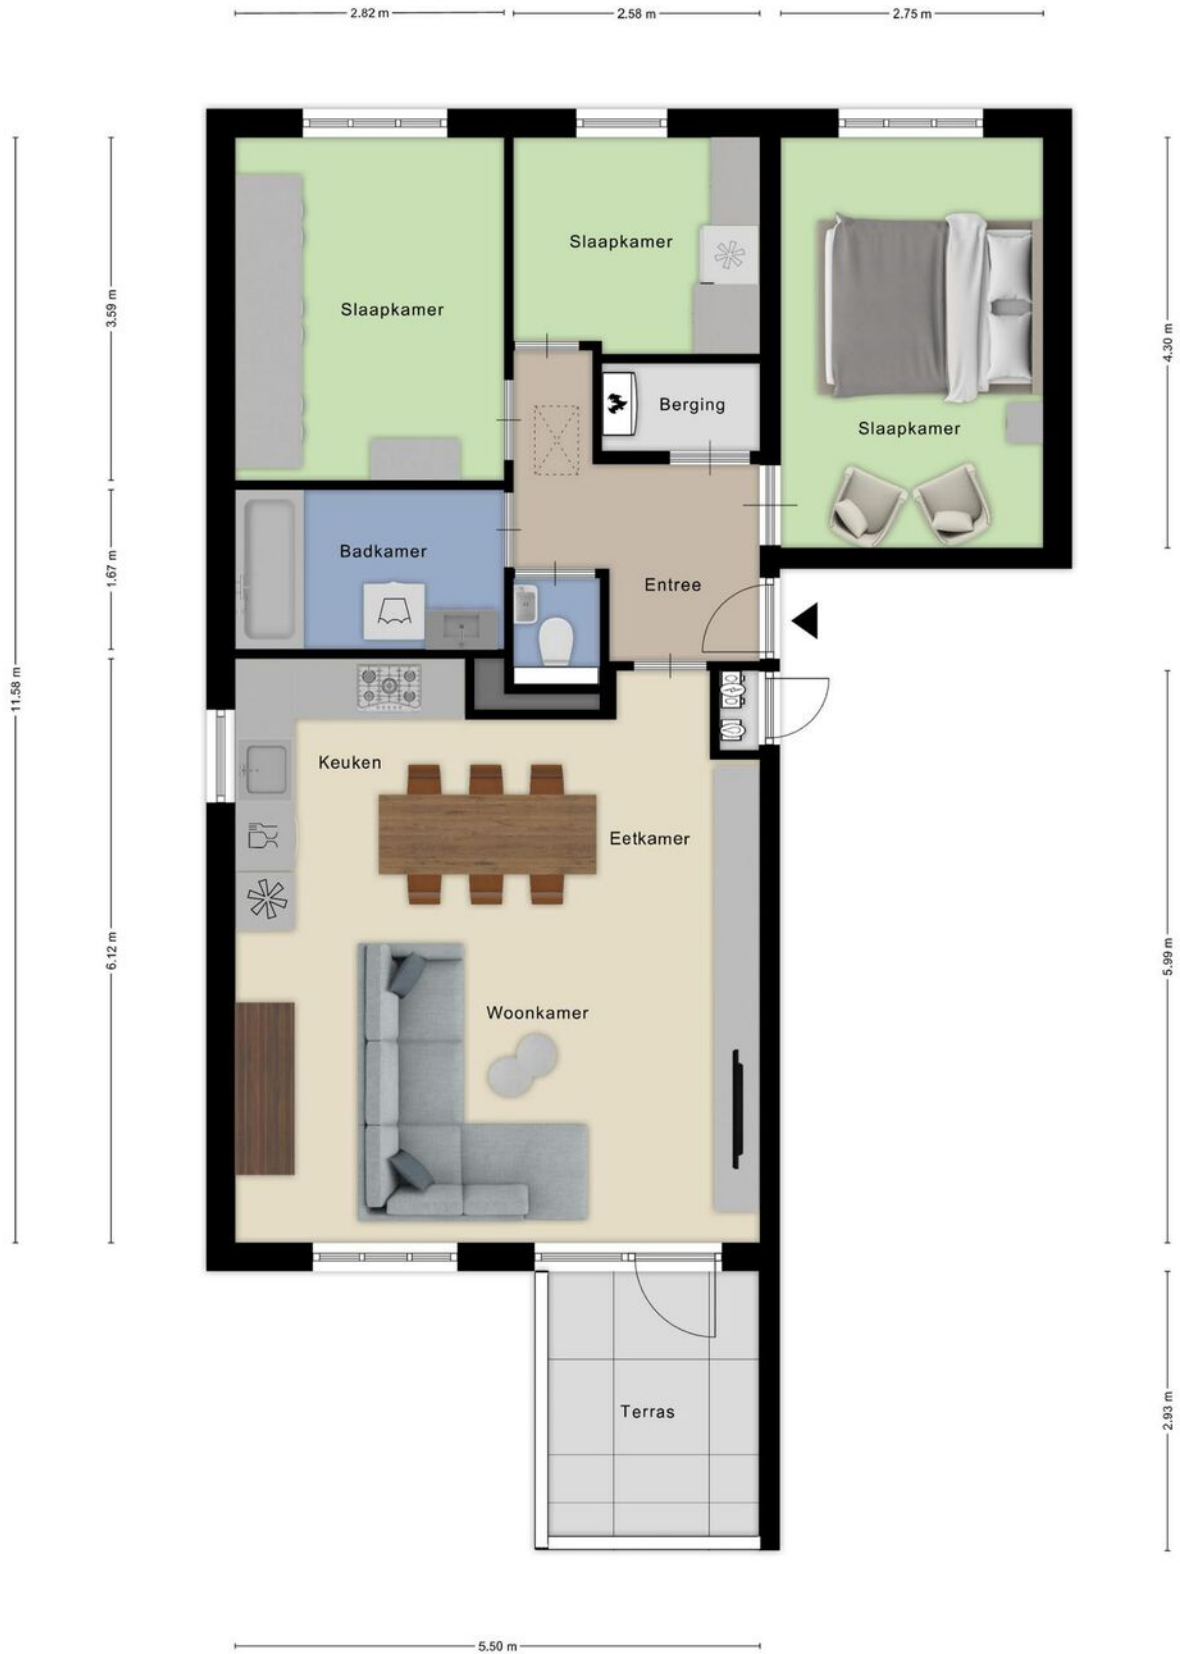 2.82 m
2.58 m
2.75 m
Slaapkamer
Slaapkamer
Slaapkamer
Berging
Badkamer
Entree
Keuken
Eetkamer
Woonkamer
Terras
11.58 m
3.59 m
1.67 m
6.12 m
4.30 m
5.99 m
2.93 m
5.50 m